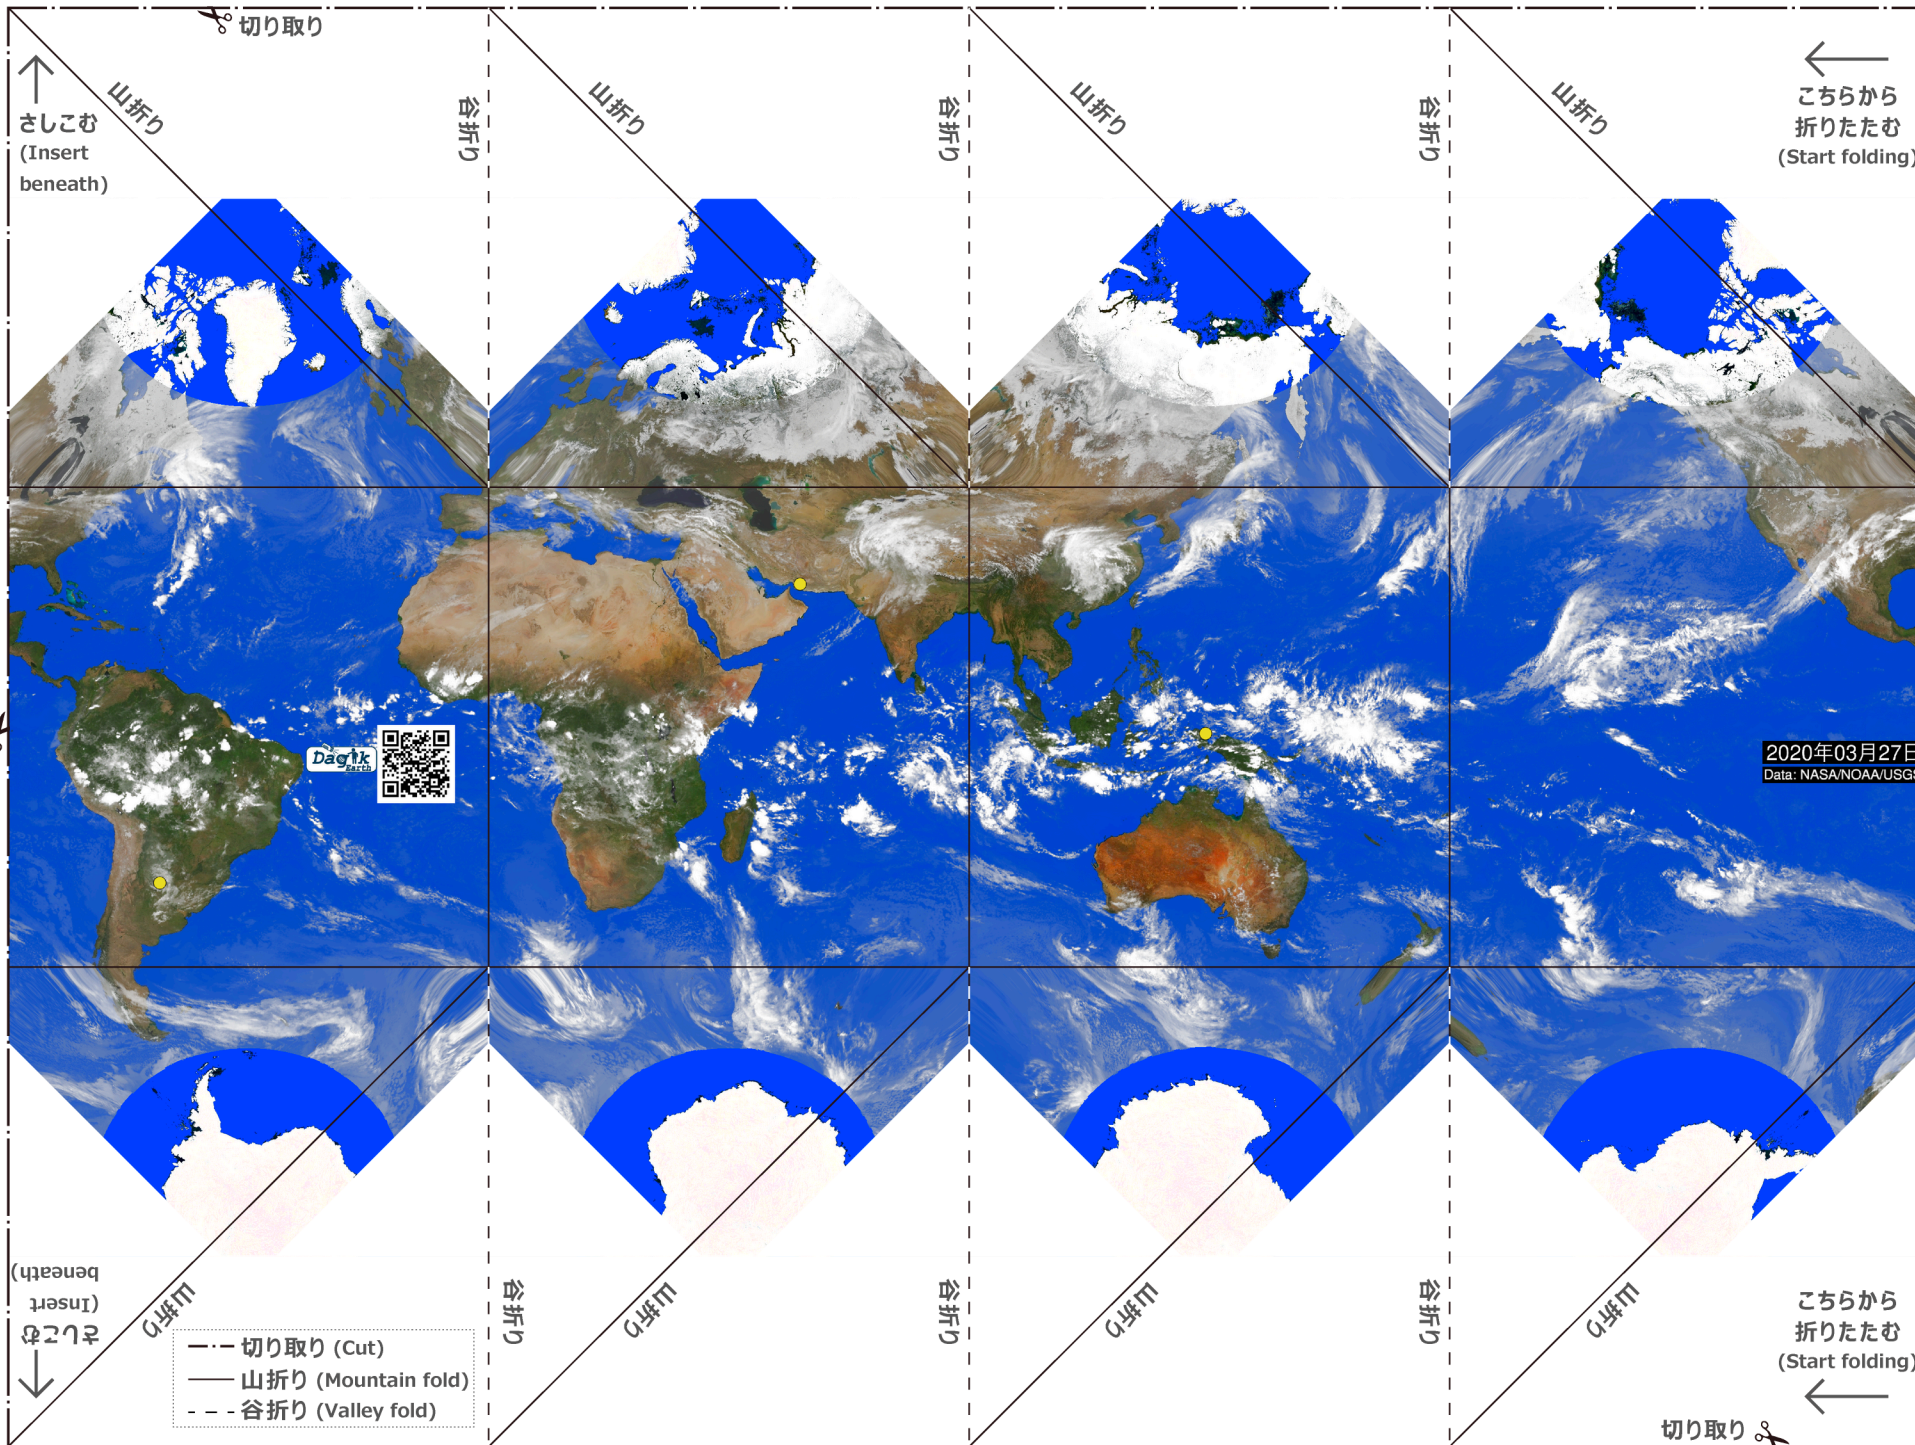 切り取り
山折り
谷折り
山折り
谷折り
山折り
谷折り
山折り
さしこむ
(Insert
beneath)
こちらから
折りたたむ
(Start folding)
Dagik
Earth
2020年03月27日
Data: NASA/NOAA/USGS
さしこむ
(Insert
beneath)
山折り
谷折り
山折り
谷折り
山折り
谷折り
山折り
切り取り (Cut)
山折り (Mountain fold)
谷折り (Valley fold)
こちらから
折りたたむ
(Start folding)
切り取り